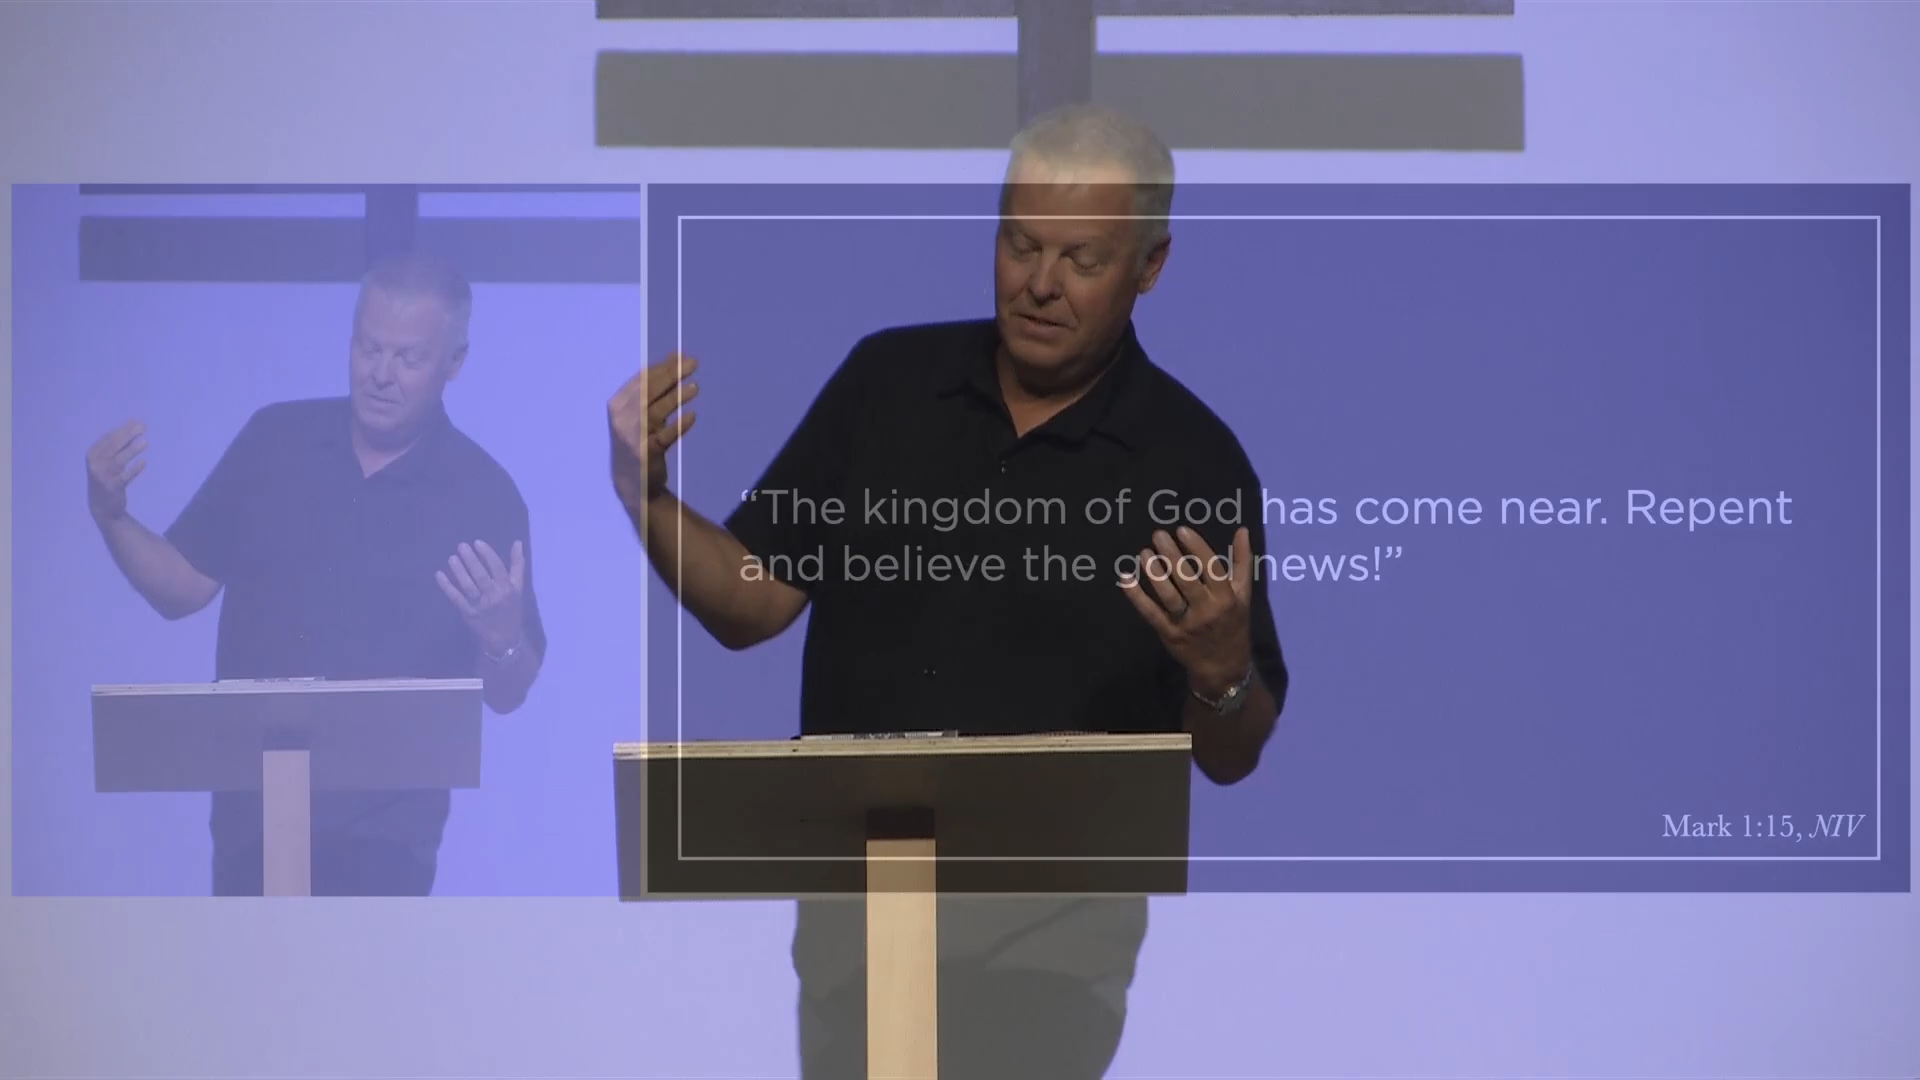 “The kingdom of God has come near. Repent
and believe the good news!”
Mark 1:15, NIV